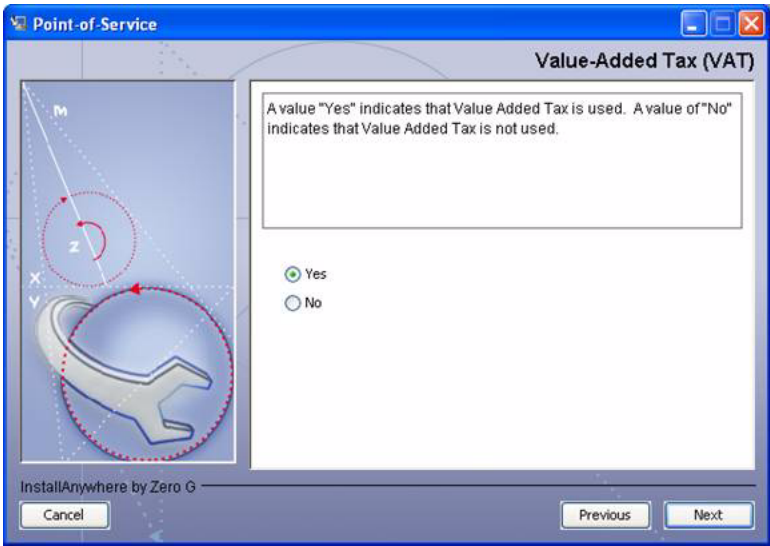 Point-of-Service
Value-Added Tax (VAT)
M
Z
X
Y
A value "Yes" indicates that Value Added Tax is used.  A value of "No"
indicates that Value Added Tax is not used.
Yes
No
InstallAnywhere by Zero G
Cancel
Previous
Next